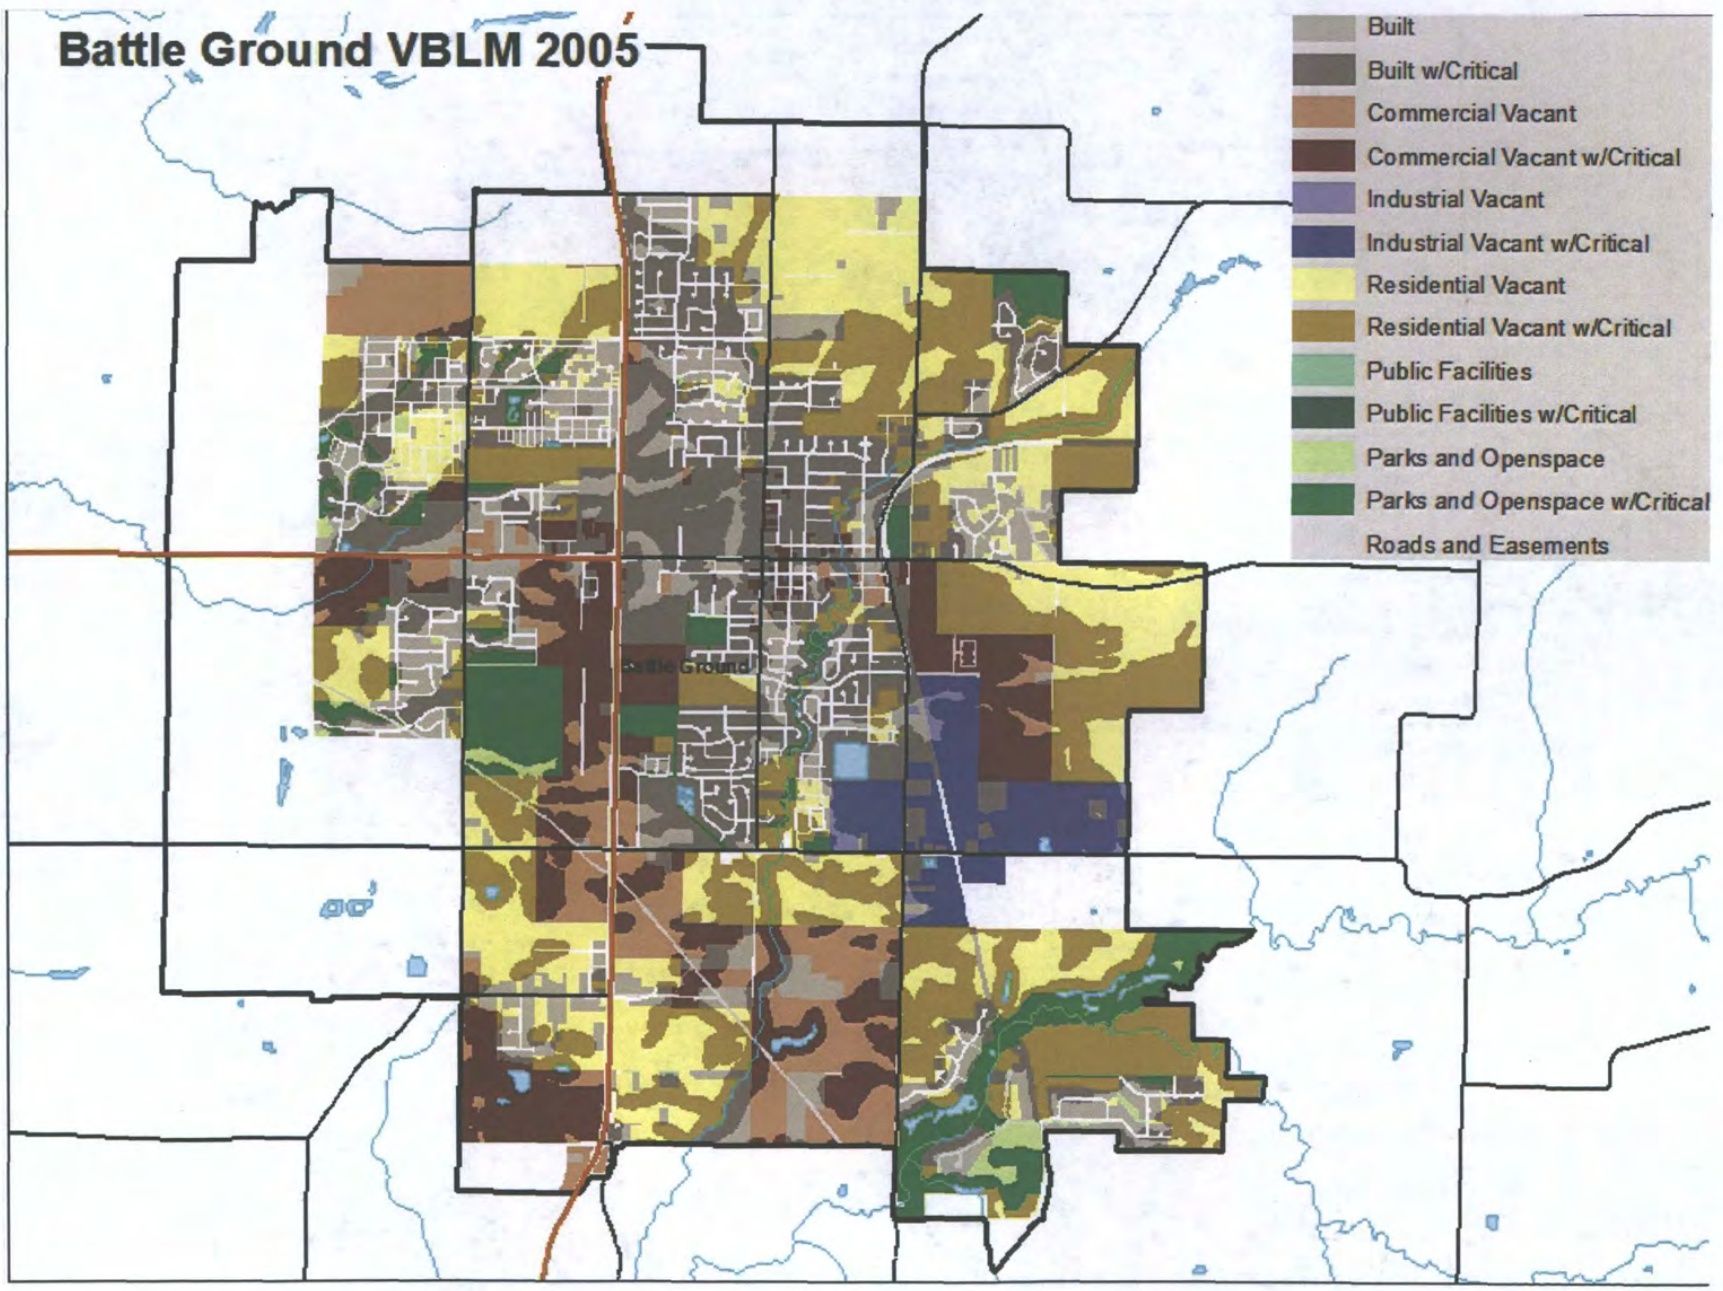 Battle Ground VBLM 2005
Built
Built w/Critical
Commercial Vacant
Commercial Vacant w/Critical
Industrial Vacant
Industrial Vacant w/Critical
Residential Vacant
Residential Vacant w/Critical
Public Facilities
Public Facilities w/Critical
Parks and Openspace
Parks and Openspace w/Critical
Roads and Easements
Battle Ground